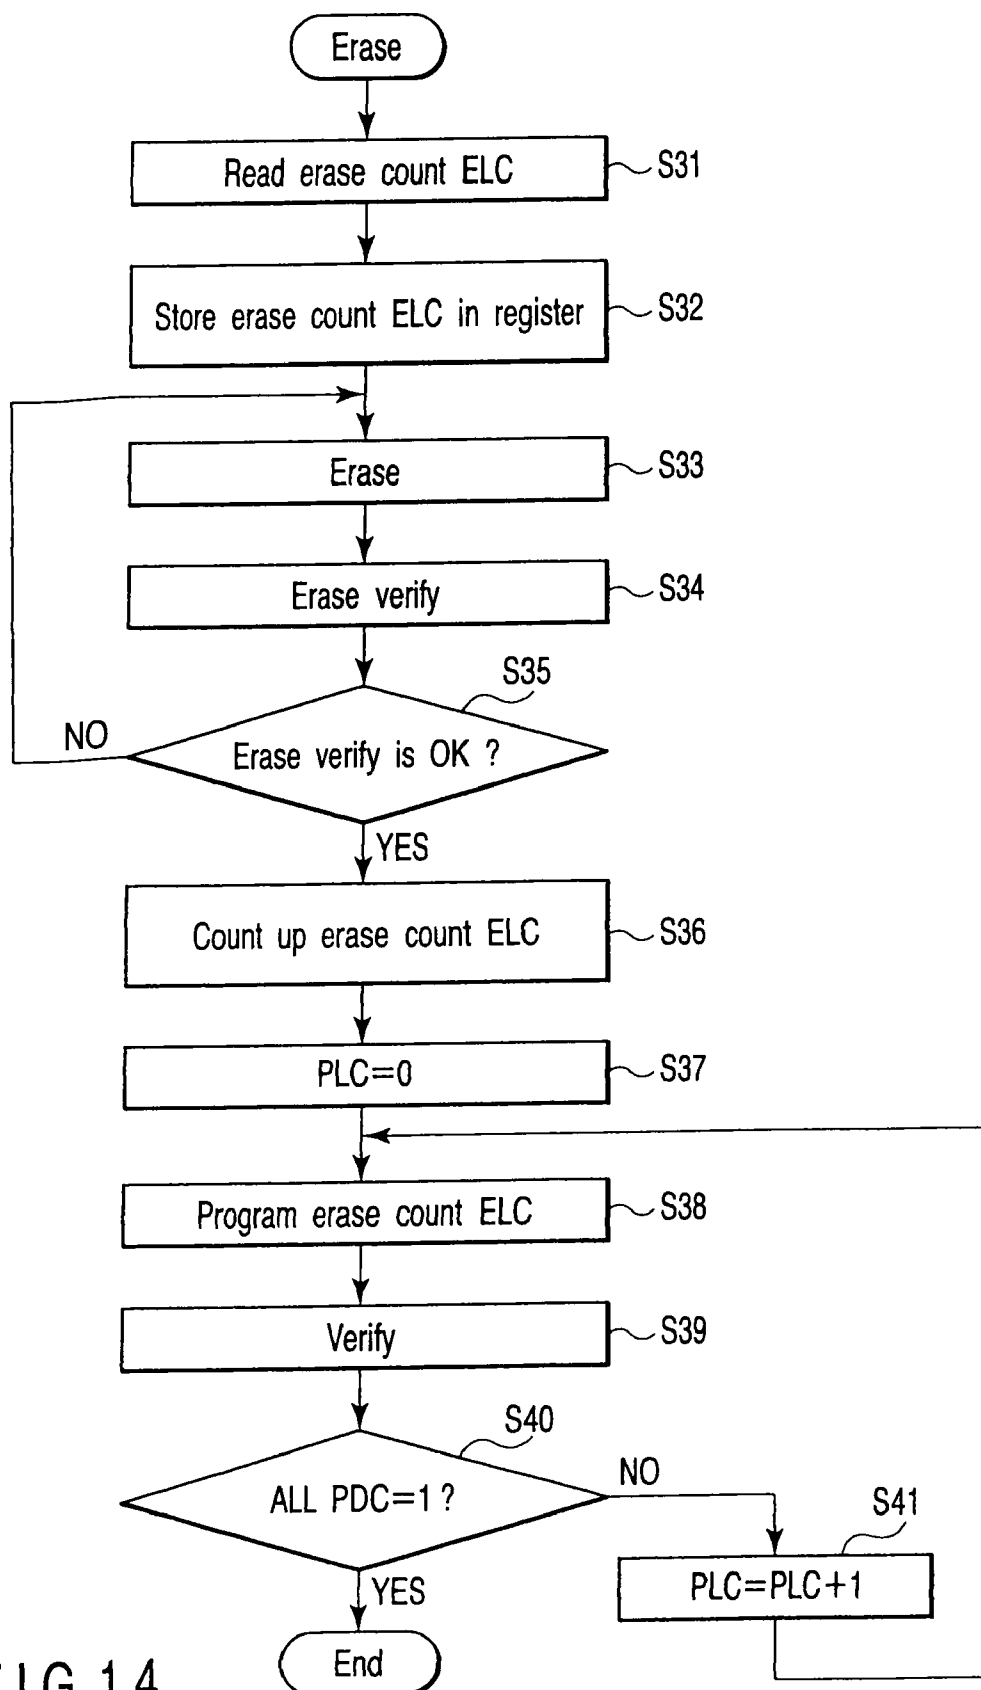 Erase
Read erase count ELC
S31
Store erase count ELC in register
S32
Erase
S33
Erase verify
S34
S35
NO
Erase verify is OK ?
YES
Count up erase count ELC
S36
PLC=0
S37
Program erase count ELC
S38
Verify
S39
S40
ALL PDC=1 ?
NO
S41
PLC=PLC+1
YES
End
FIG. 14